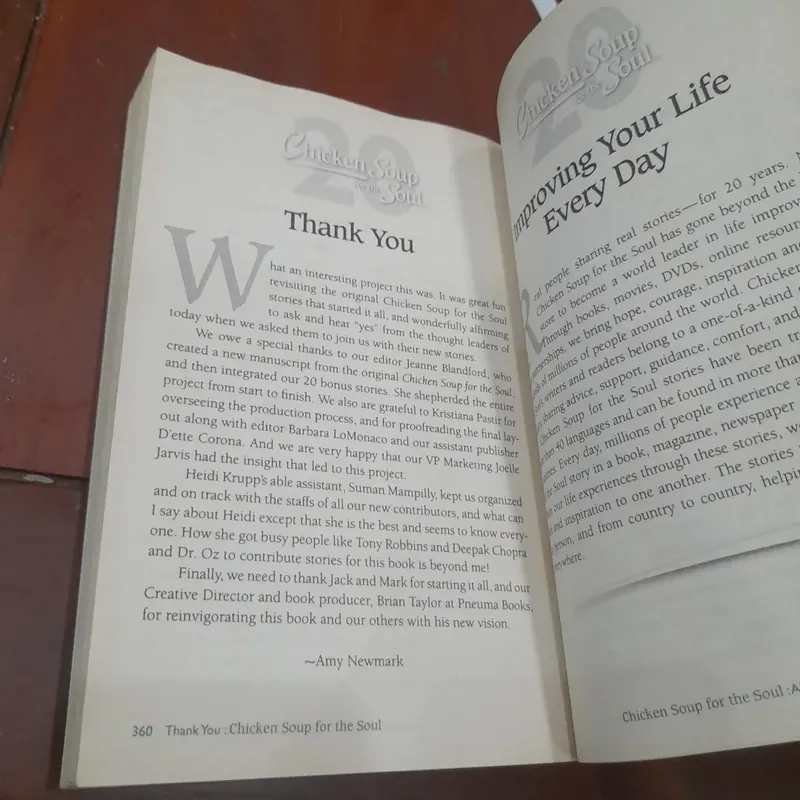 20
Chicken Soup
for the
Soul
Thank You
What an interesting project this was. It was great fun
revisiting the original Chicken Soup for the Soul
stories that started it all, and wonderfully affirming
to ask and hear "yes" from the thought leaders of
today when we asked them to join us with their new stories.
We owe a special thanks to our editor Jeanne Blandford, who
created a new manuscript from the original Chicken Soup for the Soul,
and then integrated our 20 bonus stories. She shepherded the entire
project from start to finish. We also are grateful to Kristiana Pastir for
overseeing the production process, and for proofreading the final lay-
out along with editor Barbara LoMonaco and our assistant publisher
D'ette Corona. And we are very happy that our VP Marketing Joelle
Jarvis had the insight that led to this project.
Heidi Krupp's able assistant, Suman Mampilly, kept us organized
and on track with the staffs of all our new contributors, and what can
I say about Heidi except that she is the best and seems to know every-
one. How she got busy people like Tony Robbins and Deepak Chopra
and Dr. Oz to contribute stories for this book is beyond me!
Finally, we need to thank Jack and Mark for starting it all, and our
Creative Director and book producer, Brian Taylor at Pneuma Books,
for reinvigorating this book and our others with his new vision.
~Amy Newmark
360 Thank You : Chicken Soup for the Soul
20
Chicken Soup
for the
Soul
Improving Your Life
Every Day
Real people sharing real stories—for 20 years.
Chicken Soup for the Soul has gone beyond the
store to become a world leader in life improv
Through books, movies, DVDs, online resour
we bring hope, courage, inspiration and
of millions of people around the world. Chicken
writers and readers belong to a one-of-a-kind
sharing advice, support, guidance, comfort, and
Chicken Soup for the Soul stories have been tr
than 40 languages and can be found in more than
Every day, millions of people experience a
the Soul story in a book, magazine, newspaper
our life experiences through these stories, we
and inspiration to one another. The stories
person, and from country to country, helping
everywhere.
Chicken Soup for the Soul :